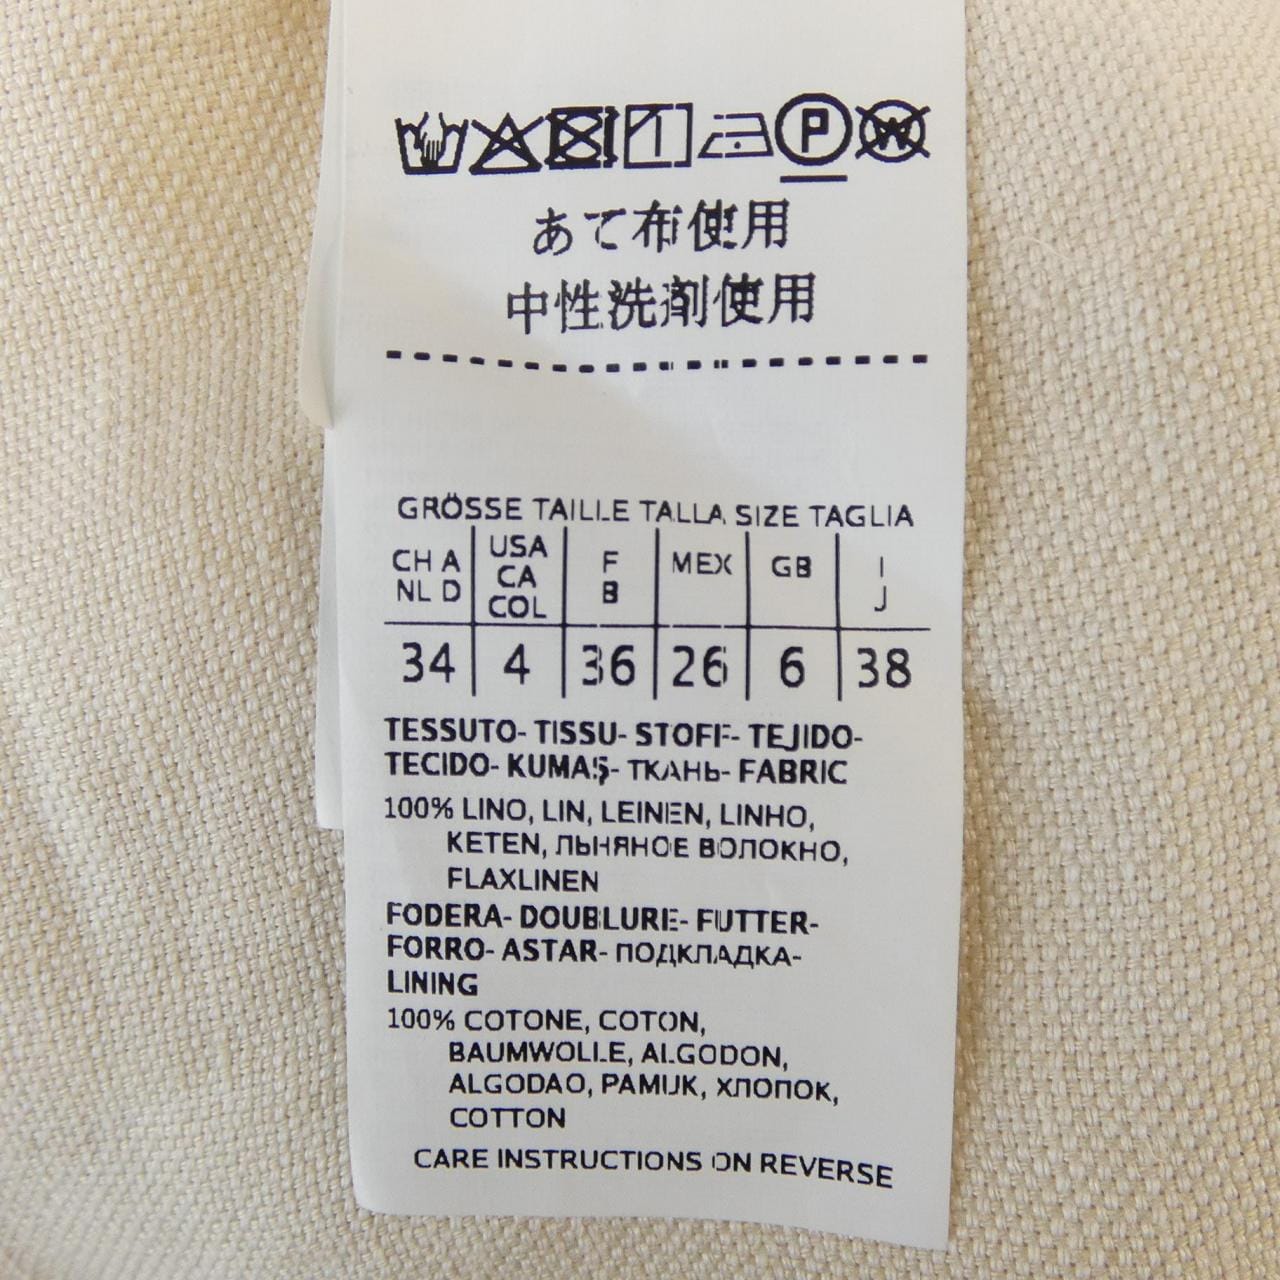 あて布使用
中性洗剤使用
GRÖSSE TAILLE TALLA SIZE TAGLIA
CH A NL D | USA CA COL | F B | MEX | GB | I J
34 | 4 | 36 | 26 | 6 | 38
TESSUTO- TISSU- STOFF- TEJIDO-
TECIDO- KUMAŞ- ТКАНЬ- FABRIC
100% LINO, LIN, LEINEN, LINHO,
KETEN, ЛЬНЯНОЕ ВОЛОКНО,
FLAXLINEN
FODERA- DOUBLURE- FUTTER-
FORRO- ASTAR- ПОДКЛАДКА-
LINING
100% COTONE, COTON,
BAUMWOLLE, ALGODON,
ALGODAO, PAMUK, ХЛОПОК,
COTTON
CARE INSTRUCTIONS ON REVERSE